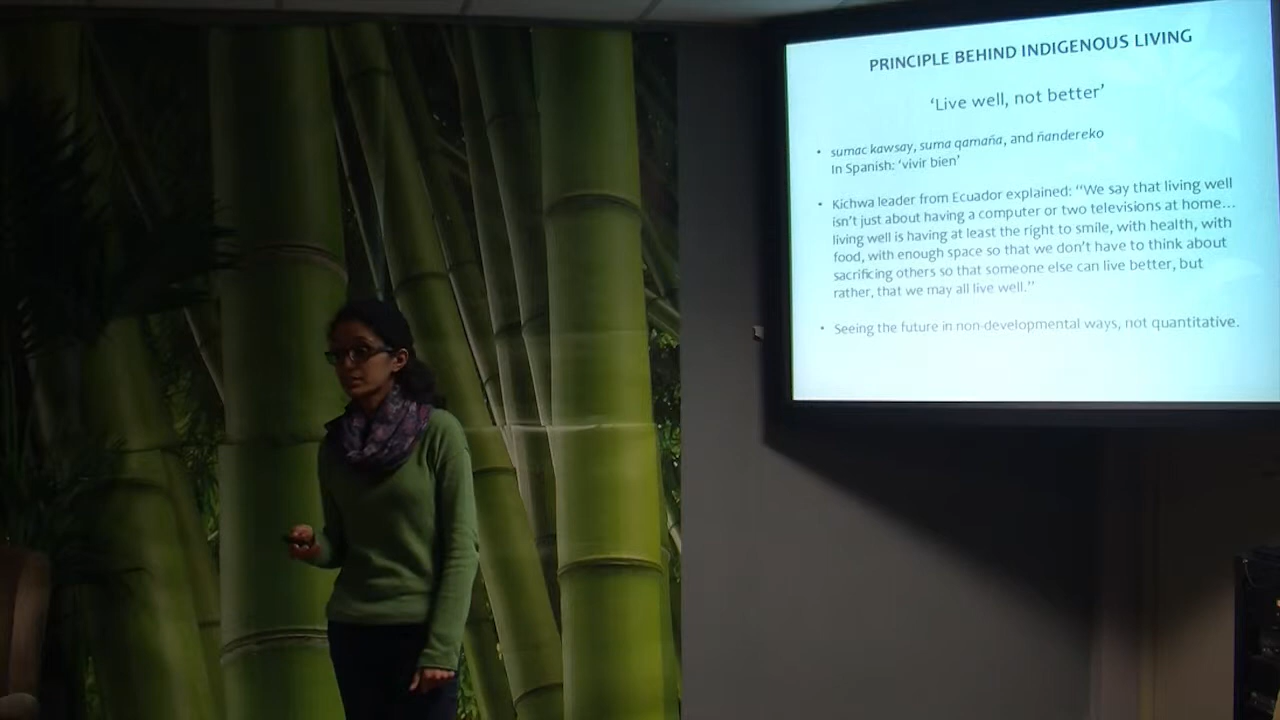 PRINCIPLE BEHIND INDIGENOUS LIVING
‘Live well, not better’
• sumac kawsay, suma qamaña, and ñandereko
In Spanish: ‘vivir bien’
• Kichwa leader from Ecuador explained: “We say that living well
isn’t just about having a computer or two televisions at home…
living well is having at least the right to smile, with health, with
food, with enough space so that we don’t have to think about
sacrificing others so that someone else can live better, but
rather, that we may all live well.”
• Seeing the future in non-developmental ways, not quantitative.